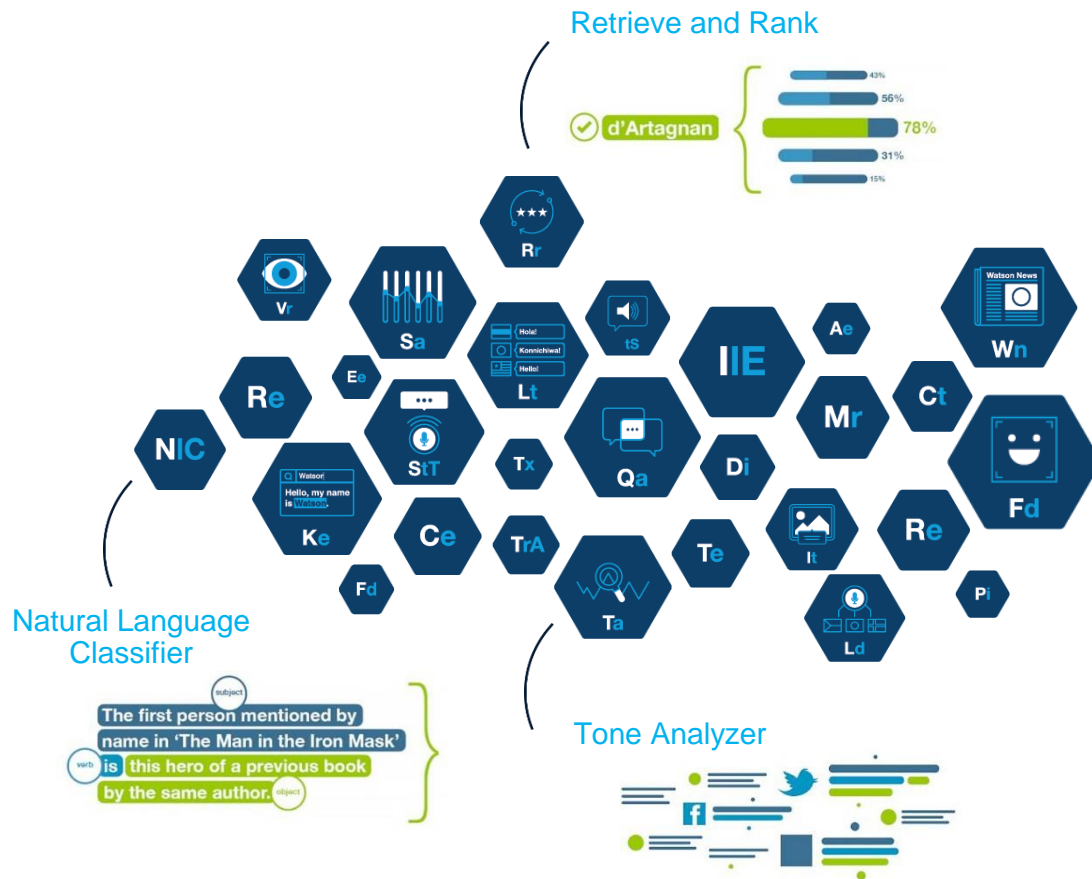 Retrieve and Rank
43%
56%
d'Artagnan
78%
31%
15%
Rr
Vr
Sa
Hola!
Konnichiwa!
Hello!
Lt
tS
IIE
Ae
Watson News
Wn
Re
Ee
StT
Qa
Mr
Ct
NlC
Watson
Hello, my name
is Watson.
Ke
Ce
Tx
Di
Fd
TrA
Te
It
Re
Fd
Ta
Ld
Pi
Natural Language
Classifier
subject
The first person mentioned by
name in 'The Man in the Iron Mask'
verb is this hero of a previous book
by the same author. object
Tone Analyzer
f